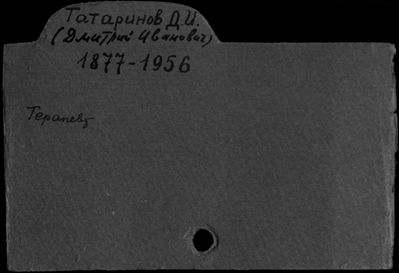 Татаринов Д.И.
(Дмитрий Иванович)
1877-1956
Терапевт